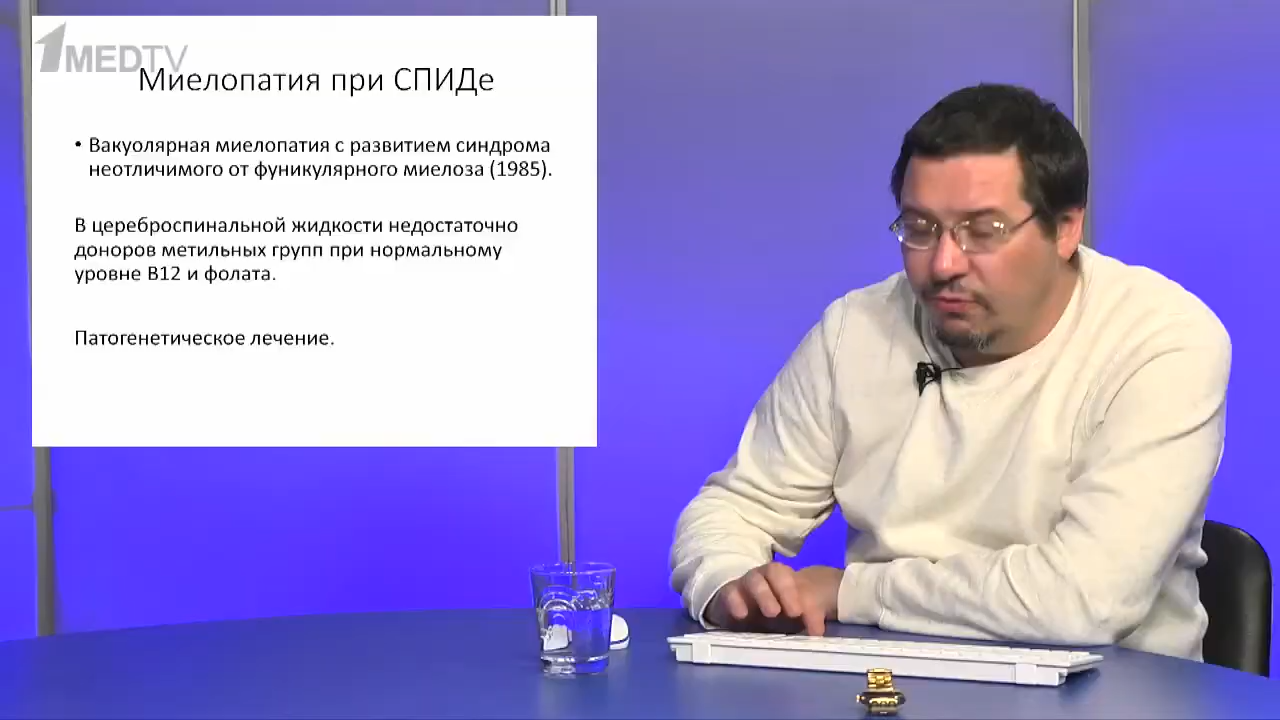 1MEDTV
Миелопатия при СПИДе
• Вакуолярная миелопатия с развитием синдрома
неотличимого от фуникулярного миелоза (1985).
В цереброспинальной жидкости недостаточно
доноров метильных групп при нормальному
уровне В12 и фолата.
Патогенетическое лечение.